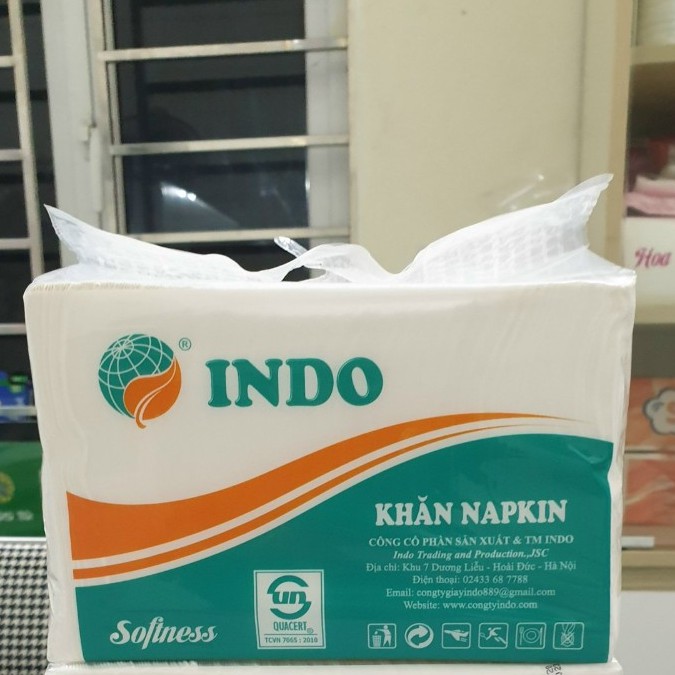 ®
INDO
KHĂN NAPKIN
CÔNG CỔ PHẦN SẢN XUẤT & TM INDO
Indo Trading and Production.,JSC
Địa chỉ: Khu 7 Dương Liễu - Hoài Đức - Hà Nội
Điện thoại: 02433 68 7788
Email: congtygiayindo889@gmail.com
Website: www.congtyindo.com
Sofiness
un
QUACERT ®
TCVN 7065 : 2010
Hoa